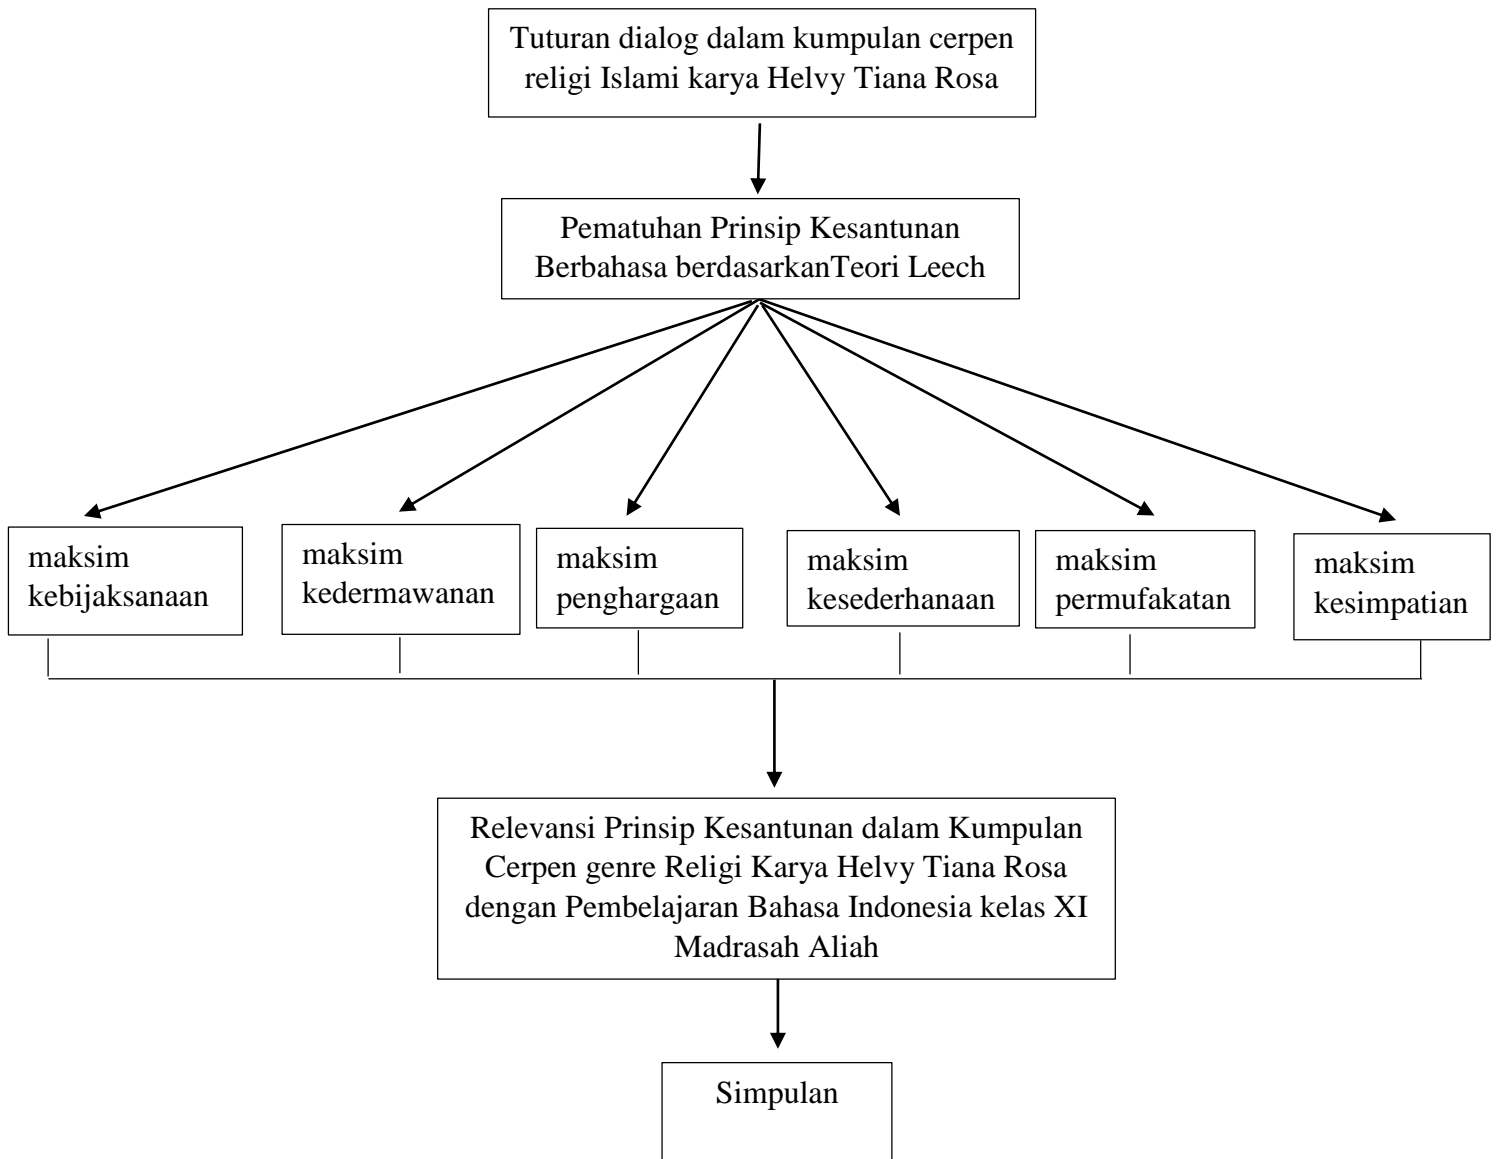 Tuturan dialog dalam kumpulan cerpen
religi Islami karya Helvy Tiana Rosa
Pematuhan Prinsip Kesantunan
Berbahasa berdasarkanTeori Leech
maksim
kebijaksanaan
maksim
kedermawanan
maksim
penghargaan
maksim
kesederhanaan
maksim
permufakatan
maksim
kesimpatian
Relevansi Prinsip Kesantunan dalam Kumpulan
Cerpen genre Religi Karya Helvy Tiana Rosa
dengan Pembelajaran Bahasa Indonesia kelas XI
Madrasah Aliah
Simpulan